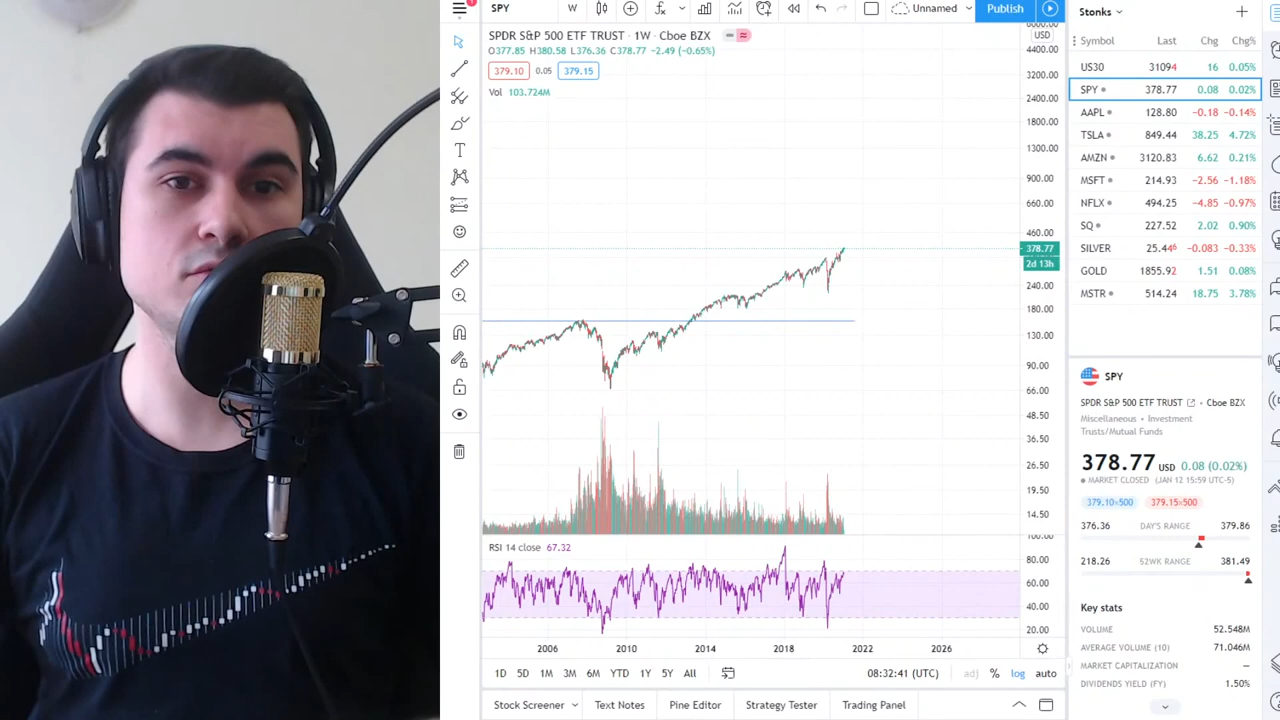 SPY W Unnamed Publish
SPDR S&P 500 ETF TRUST · 1W · Cboe BZX
O377.85 H380.58 L376.36 C378.77 −2.49 (−0.65%)
379.10 0.05 379.15
Vol 103.724M
USD
4400.00
3200.00
2400.00
1800.00
1300.00
900.00
660.00
460.00
378.77
2d 13h
240.00
180.00
130.00
90.00
66.00
48.50
36.50
26.50
19.50
14.50
RSI 14 close 67.32
80.00
60.00
40.00
20.00
2006 2010 2014 2018 2022 2026
1D 5D 1M 3M 6M YTD 1Y 5Y All 08:32:41 (UTC) adj % log auto
Stock Screener Text Notes Pine Editor Strategy Tester Trading Panel
Stonks
Symbol Last Chg Chg%
US30 31094 16 0.05%
SPY 378.77 0.08 0.02%
AAPL 128.80 −0.18 −0.14%
TSLA 849.44 38.25 4.72%
AMZN 3120.83 6.62 0.21%
MSFT 214.93 −2.56 −1.18%
NFLX 494.25 −4.85 −0.97%
SQ 227.52 2.02 0.90%
SILVER 25.446 −0.083 −0.33%
GOLD 1855.92 1.51 0.08%
MSTR 514.24 18.75 3.78%
SPY
SPDR S&P 500 ETF TRUST · Cboe BZX
Miscellaneous · Investment
Trusts/Mutual Funds
378.77 USD 0.08 (0.02%)
MARKET CLOSED (JAN 12 15:59 UTC-5)
379.10×500 379.15×500
376.36 DAY'S RANGE 379.86
218.26 52WK RANGE 381.49
Key stats
VOLUME 52.548M
AVERAGE VOLUME (10) 71.046M
MARKET CAPITALIZATION —
DIVIDENDS YIELD (FY) 1.50%